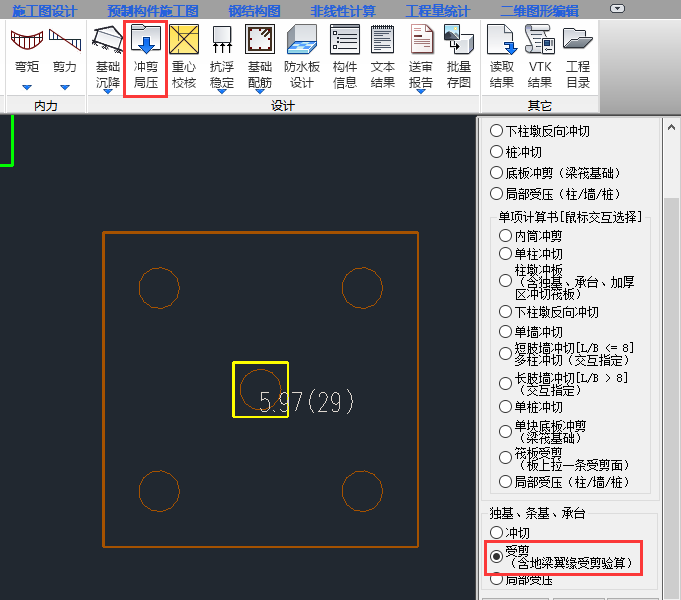 施工图设计 预制构件施工图 钢结构图 非线性计算 工程量统计 二维图形编辑
弯矩 剪力 基础沉降 冲剪局压 重心校核 抗浮稳定 基础配筋 防水板设计 构件信息 文本结果 送审报告 批量存图 读取结果 VTK结果 工程目录
内力 设计 其它
下柱墩反向冲切
桩冲切
底板冲剪（梁筏基础）
局部受压（柱/墙/桩）
单项计算书[鼠标交互选择]
内筒冲剪
单柱冲切
柱墩冲板
（含独基、承台、加厚
区冲切筏板）
下柱墩反向冲切
单墙冲切
短肢墙冲切[L/B <= 8]
多柱冲切（交互指定）
长肢墙冲切[L/B > 8]
（交互指定）
单桩冲切
单块底板冲剪
（梁筏基础）
筏板受剪
（板上拉一条受剪面）
局部受压（柱/墙/桩）
独基、条基、承台
冲切
受剪
（含地梁翼缘受剪验算）
局部受压
5.97(29)